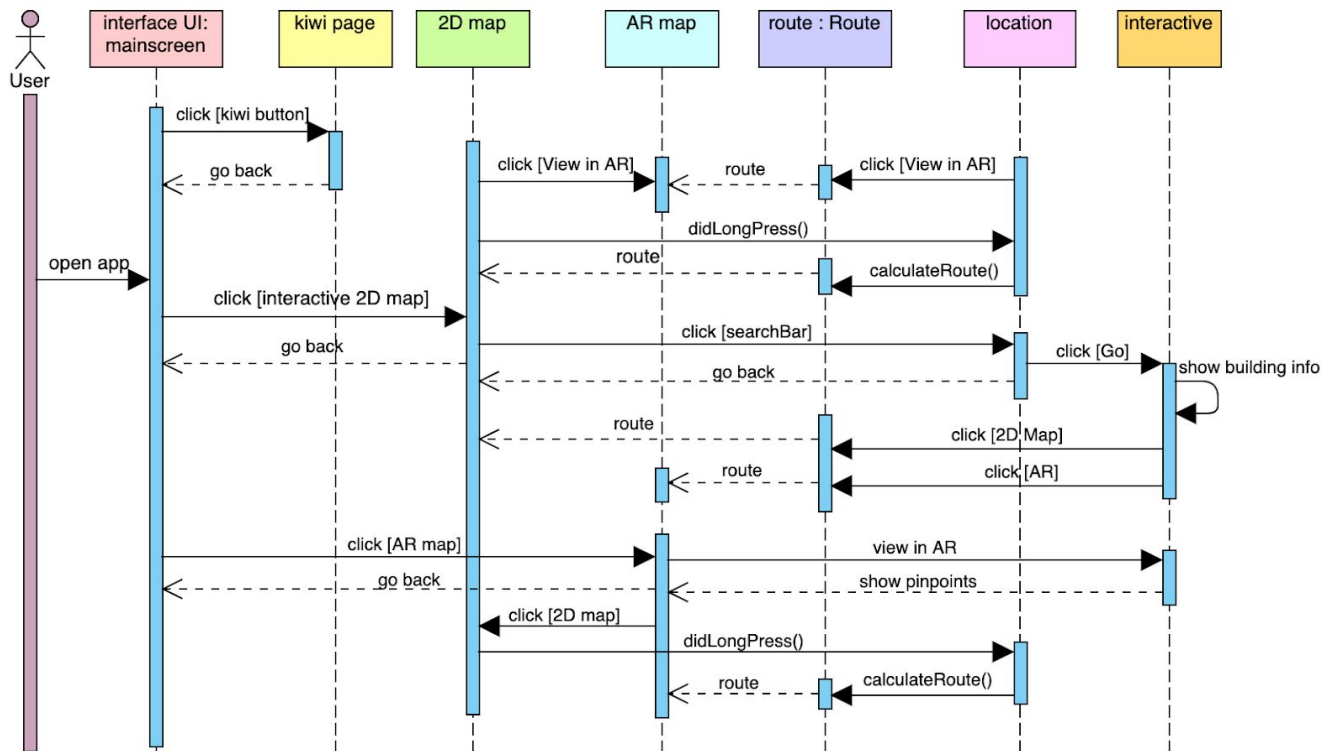 interface UI:
mainscreen
kiwi page
2D map
AR map
route : Route
location
interactive
User
click [kiwi button]
go back
click [View in AR]
route
click [View in AR]
didLongPress()
route
calculateRoute()
open app
click [interactive 2D map]
click [searchBar]
go back
click [Go]
go back
show building info
route
click [2D Map]
route
click [AR]
click [AR map]
view in AR
go back
show pinpoints
click [2D map]
didLongPress()
route
calculateRoute()